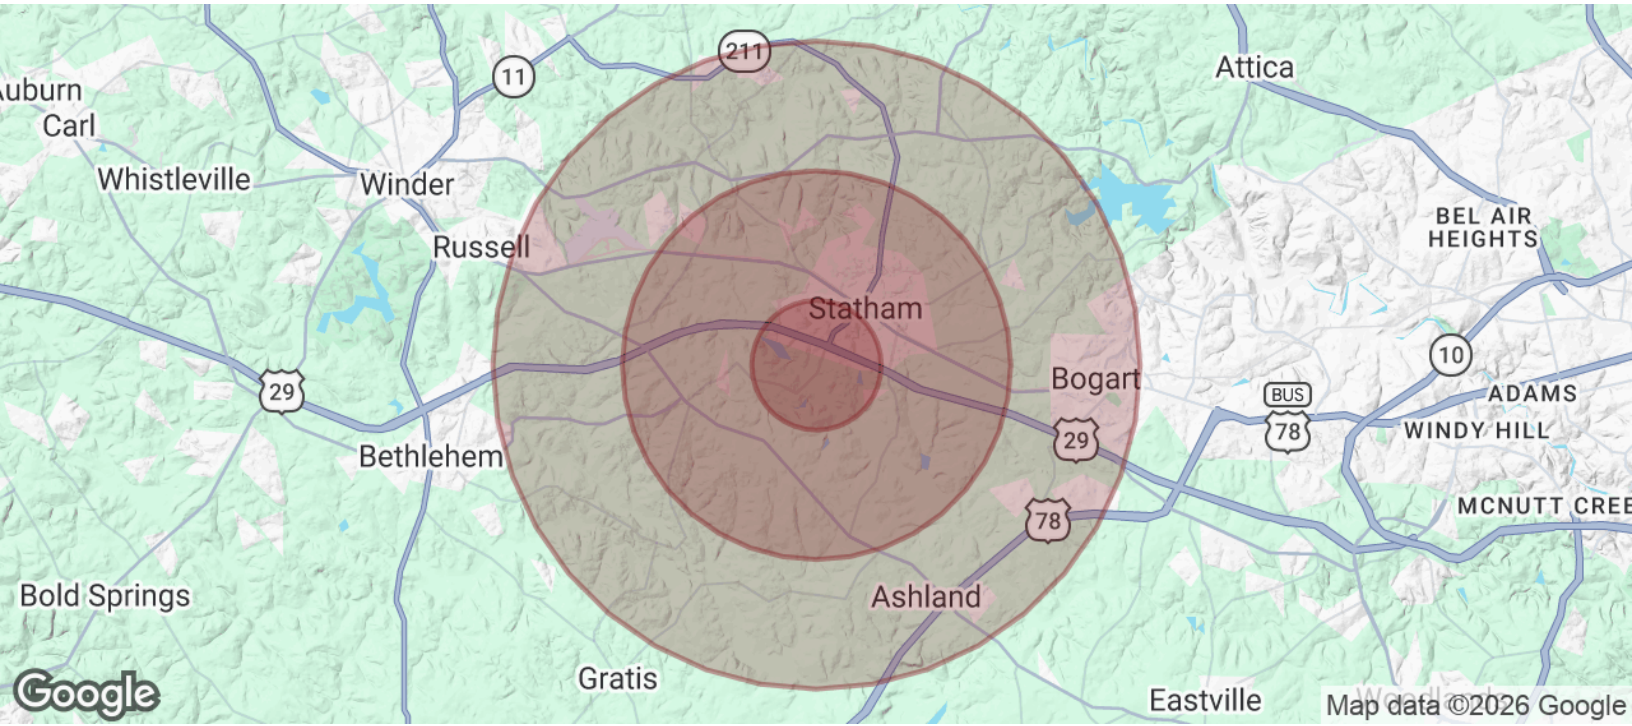 211
11
Attica
Auburn
Carl
Whistleville
Winder
BEL AIR
HEIGHTS
Russell
Statham
10
Bogart
29
BUS
78
ADAMS
WINDY HILL
29
Bethlehem
78
MCNUTT CREE
Bold Springs
Ashland
Gratis
Eastville
Google
Map data ©2026 Google